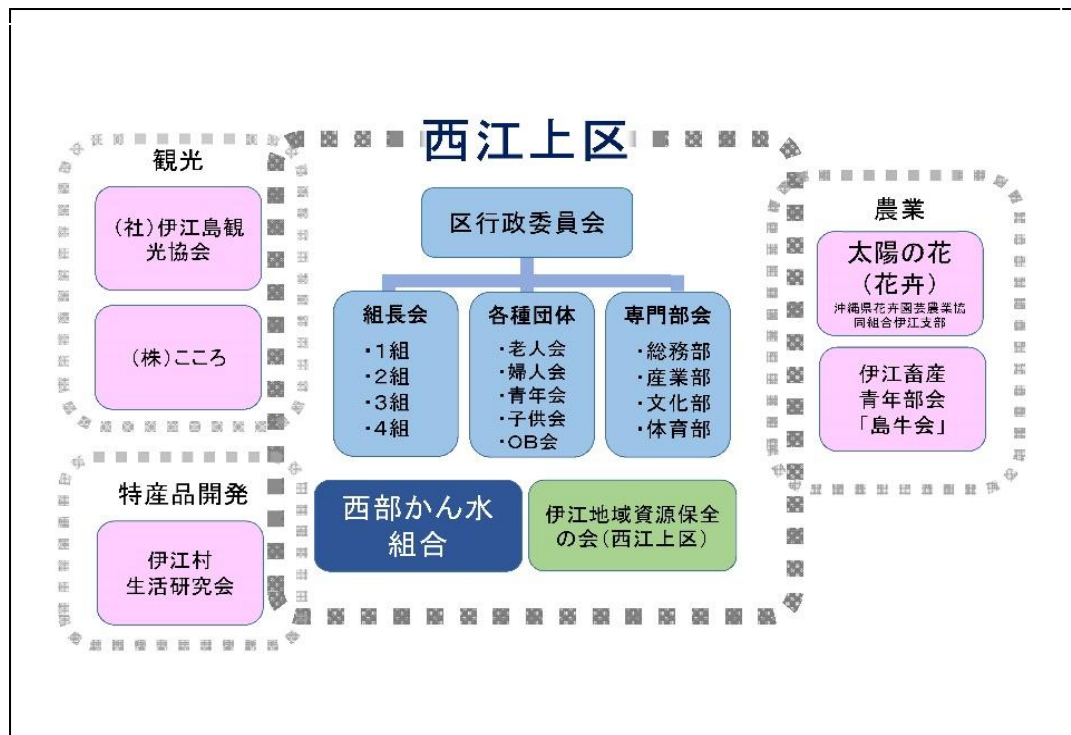 西江上区
観光
(社)伊江島観
光協会
(株)こころ
特産品開発
伊江村
生活研究会
区行政委員会
組長会
・1組
・2組
・3組
・4組
各種団体
・老人会
・婦人会
・青年会
・子供会
・OB会
専門部会
・総務部
・産業部
・文化部
・体育部
西部かん水
組合
伊江地域資源保全
の会(西江上区)
農業
太陽の花
(花卉)
沖縄県花卉園芸農業協
同組合伊江支部
伊江畜産
青年部会
「島牛会」